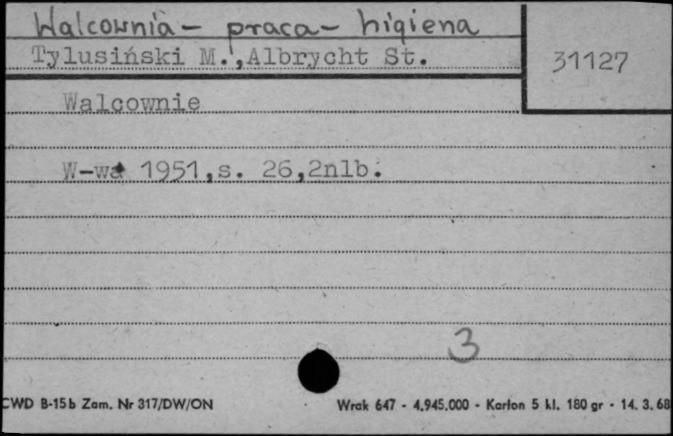 Walcownia - praca - higiena
Tylusiński M., Albrycht St.
31127
Walcownie
W-wa 1951,s. 26,2nlb.
3
CWD B-15b Zam. Nr 317/DW/ON
Wrak 647 - 4.945.000 - Karton 5 kl. 180 gr - 14. 3. 68